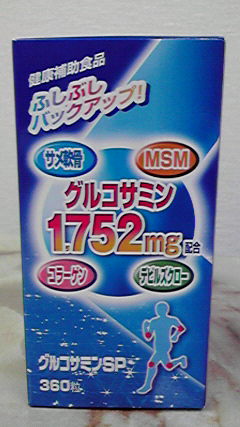 健康補助食品
ふしぶし
バックアップ!
サメ軟骨
MSM
グルコサミン
1,752mg配合
コラーゲン
デビルズクロー
グルコサミンSP
360粒